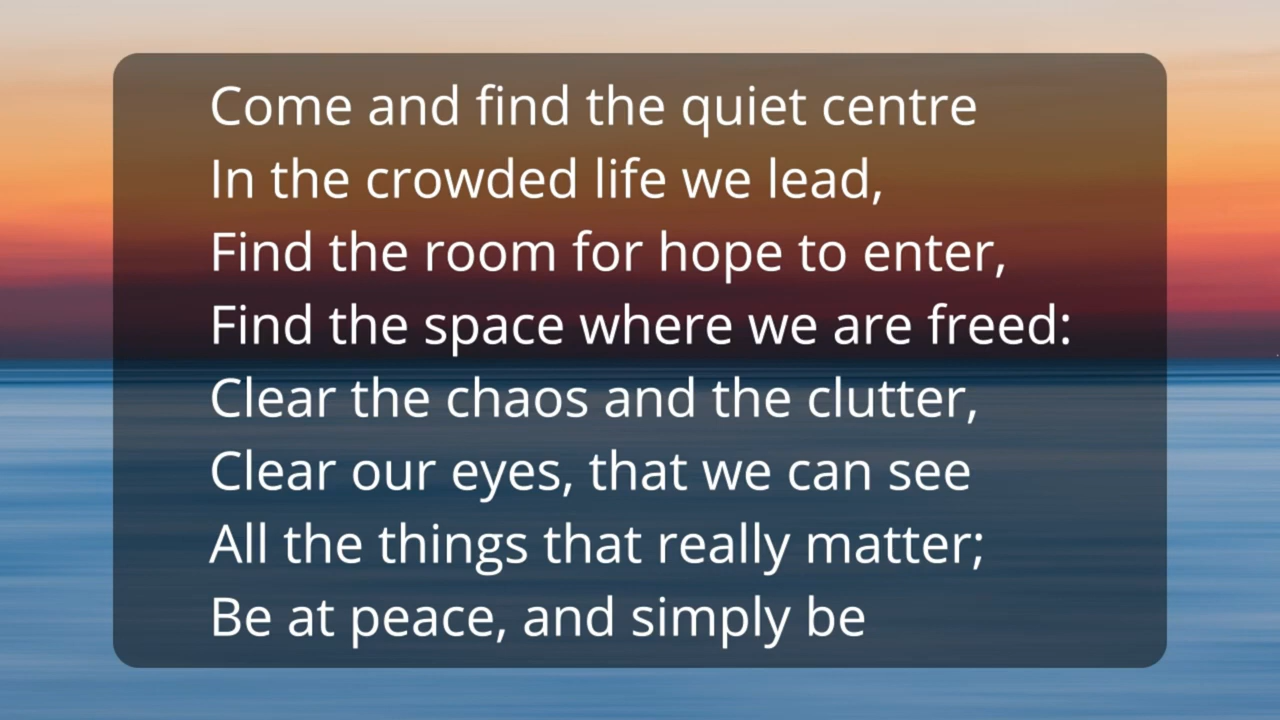 Come and find the quiet centre
In the crowded life we lead,
Find the room for hope to enter,
Find the space where we are freed:
Clear the chaos and the clutter,
Clear our eyes, that we can see
All the things that really matter;
Be at peace, and simply be